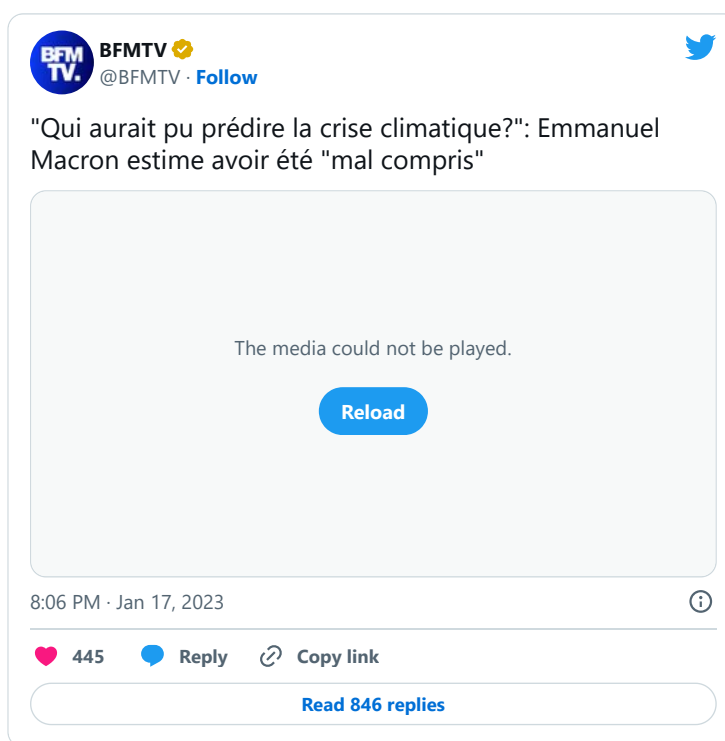 BFM
TV.
BFMTV
@BFMTV · Follow
"Qui aurait pu prédire la crise climatique?": Emmanuel
Macron estime avoir été "mal compris"
The media could not be played.
Reload
8:06 PM · Jan 17, 2023
445 Reply Copy link
Read 846 replies